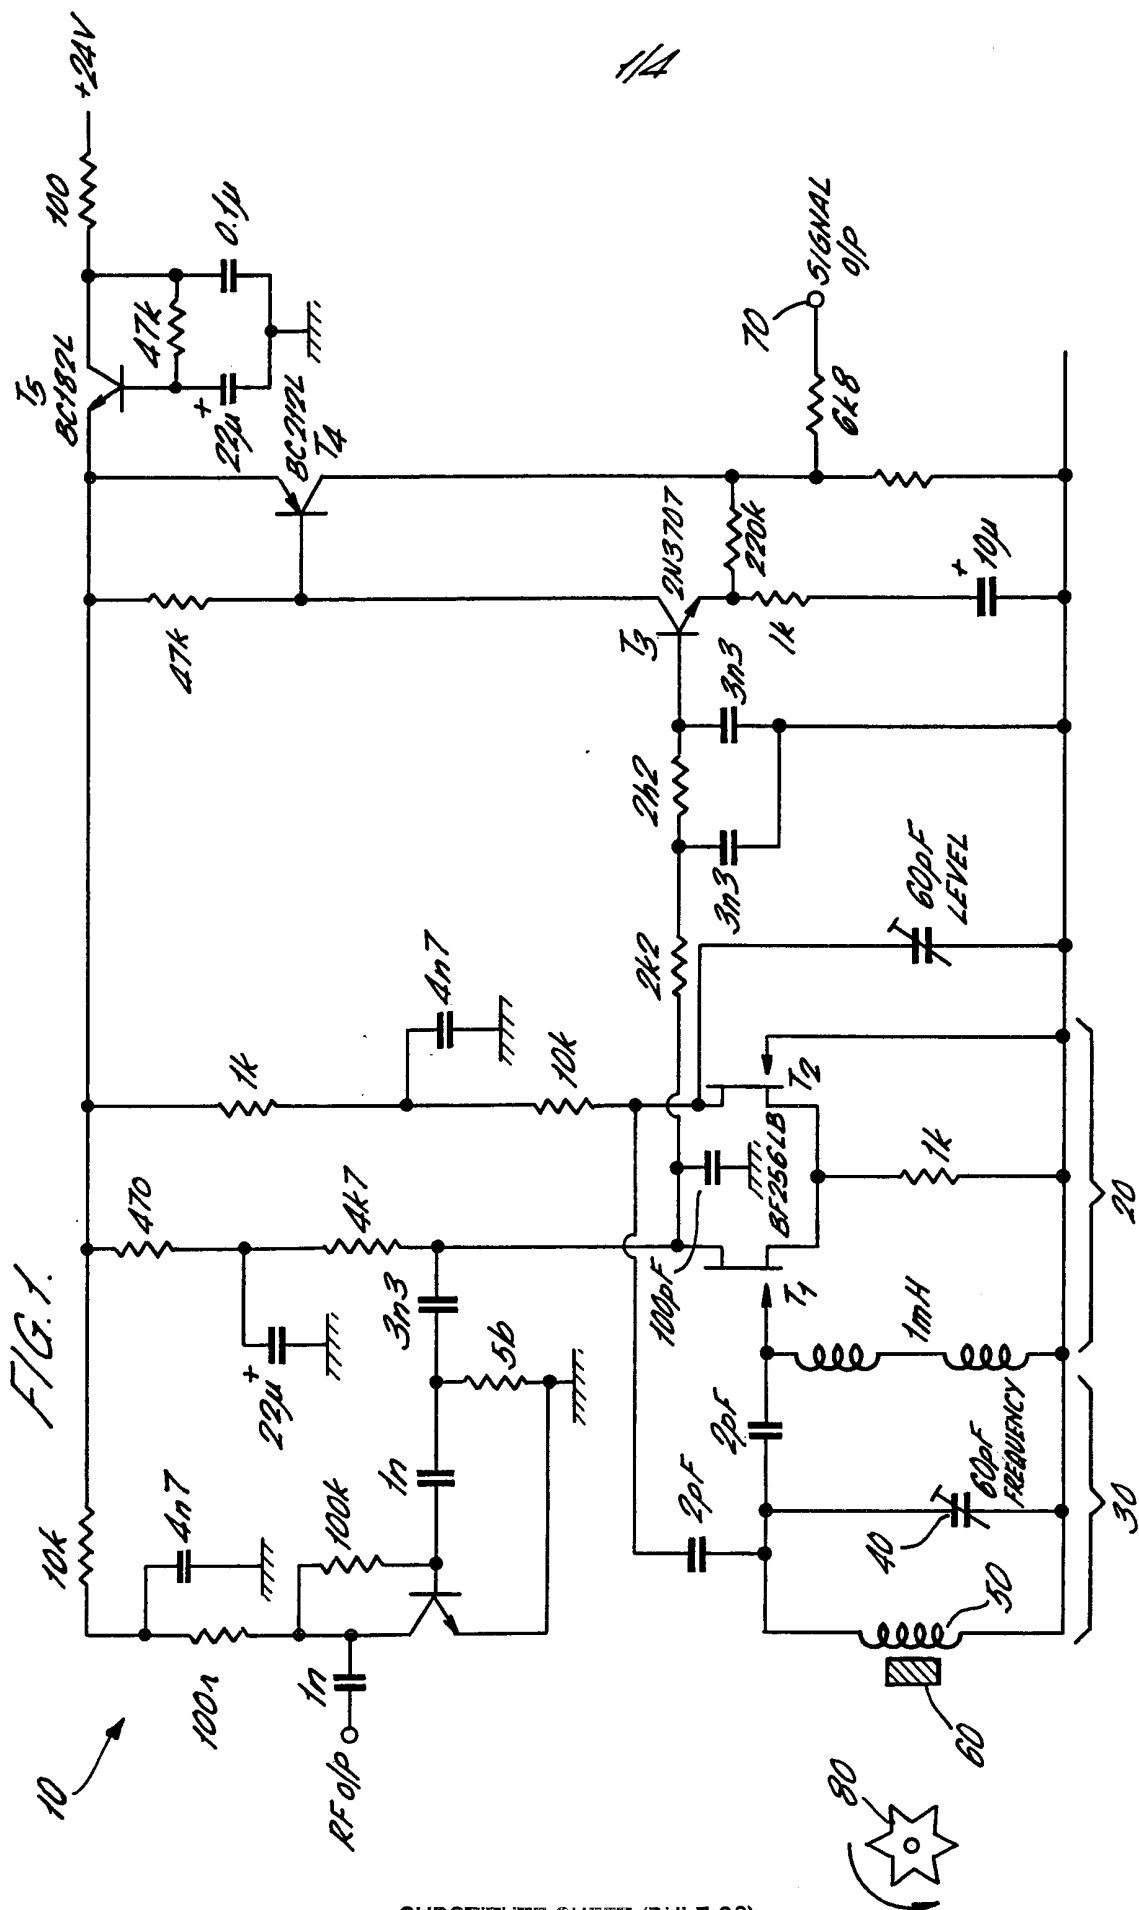 1/4
FIG.1.
+24V
100
T5
BC182L
47k
0.1µ
22µ
+
BC212L
T4
47k
470
1k
4n7
10k
4k7
22µ
+
3n3
10k
4n7
100k
1n
56
100n
1n
RF o/p
10
2N3707
T3
220k
1k
+
10µ
70
SIGNAL
o/p
6k8
3n3
2k2
3n3
2k2
60pF
LEVEL
T2
BF256LB
100pF
T1
1k
20
1mH
2pF
2pF
60pF
FREQUENCY
40
30
50
60
80